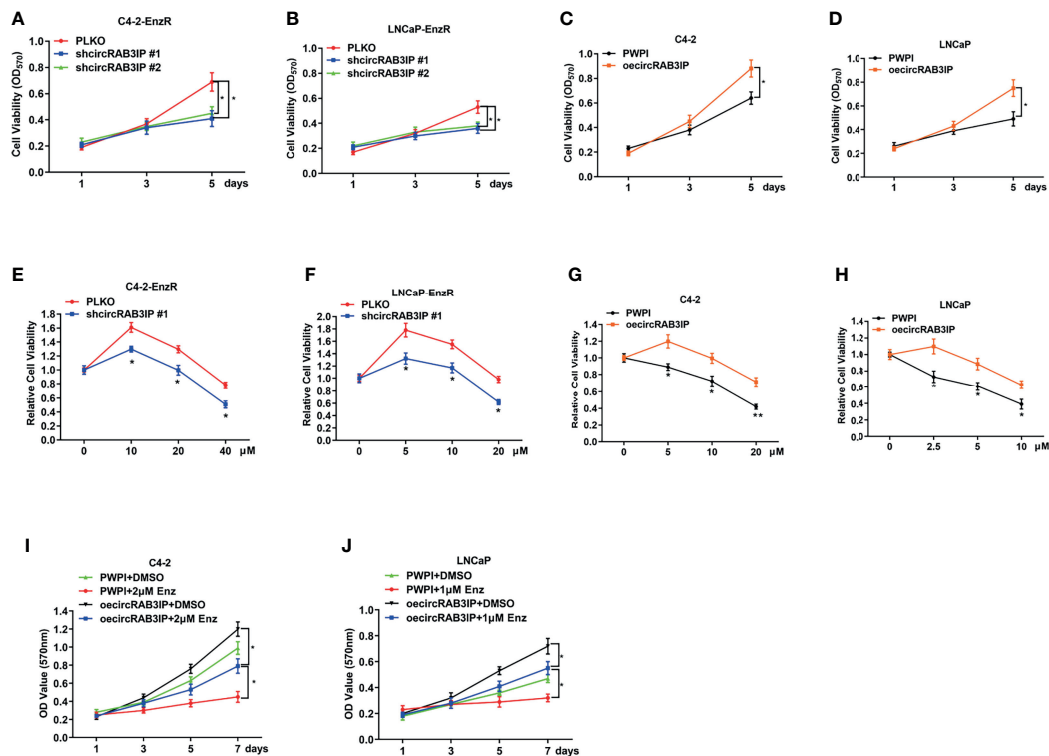 A
C4-2-EnzR
PLKO
shcircRAB3IP #1
shcircRAB3IP #2
Cell Viability (OD570)
1.0
0.8
0.6
0.4
0.2
0.0
* *
1 3 5 days
B
LNCaP-EnzR
PLKO
shcircRAB3IP #1
shcircRAB3IP #2
Cell Viability (OD570)
1.0
0.8
0.6
0.4
0.2
0.0
* *
1 3 5 days
C
C4-2
PWPI
oecircRAB3IP
Cell Viability (OD570)
1.0
0.8
0.6
0.4
0.2
0.0
*
1 3 5 days
D
LNCaP
PWPI
oecircRAB3IP
Cell Viability (OD570)
1.0
0.8
0.6
0.4
0.2
0.0
*
1 3 5 days
E
C4-2-EnzR
PLKO
shcircRAB3IP #1
Relative Cell Viability
1.8
1.6
1.4
1.2
1.0
0.8
0.6
0.4
0.2
0.0
* * *
0 10 20 40 μM
F
LNCaP-EnzR
PLKO
shcircRAB3IP #1
Relative Cell Viability
2.0
1.8
1.6
1.4
1.2
1.0
0.8
0.6
0.4
0.2
0.0
* * *
0 5 10 20 μM
G
C4-2
PWPI
oecircRAB3IP
Relative Cell Viability
1.4
1.2
1.0
0.8
0.6
0.4
0.2
0.0
* * **
0 5 10 20 μM
H
LNCaP
PWPI
oecircRAB3IP
Relative Cell Viability
1.4
1.2
1.0
0.8
0.6
0.4
0.2
0.0
* * *
0 2.5 5 10 μM
I
C4-2
PWPI+DMSO
PWPI+2μM Enz
oecircRAB3IP+DMSO
oecircRAB3IP+2μM Enz
OD Value (570nm)
1.4
1.2
1.0
0.8
0.6
0.4
0.2
0.0
*
*
1 3 5 7 days
J
LNCaP
PWPI+DMSO
PWPI+1μM Enz
oecircRAB3IP+DMSO
oecircRAB3IP+1μM Enz
OD Value (570nm)
1.0
0.8
0.6
0.4
0.2
0.0
*
*
1 3 5 7 days